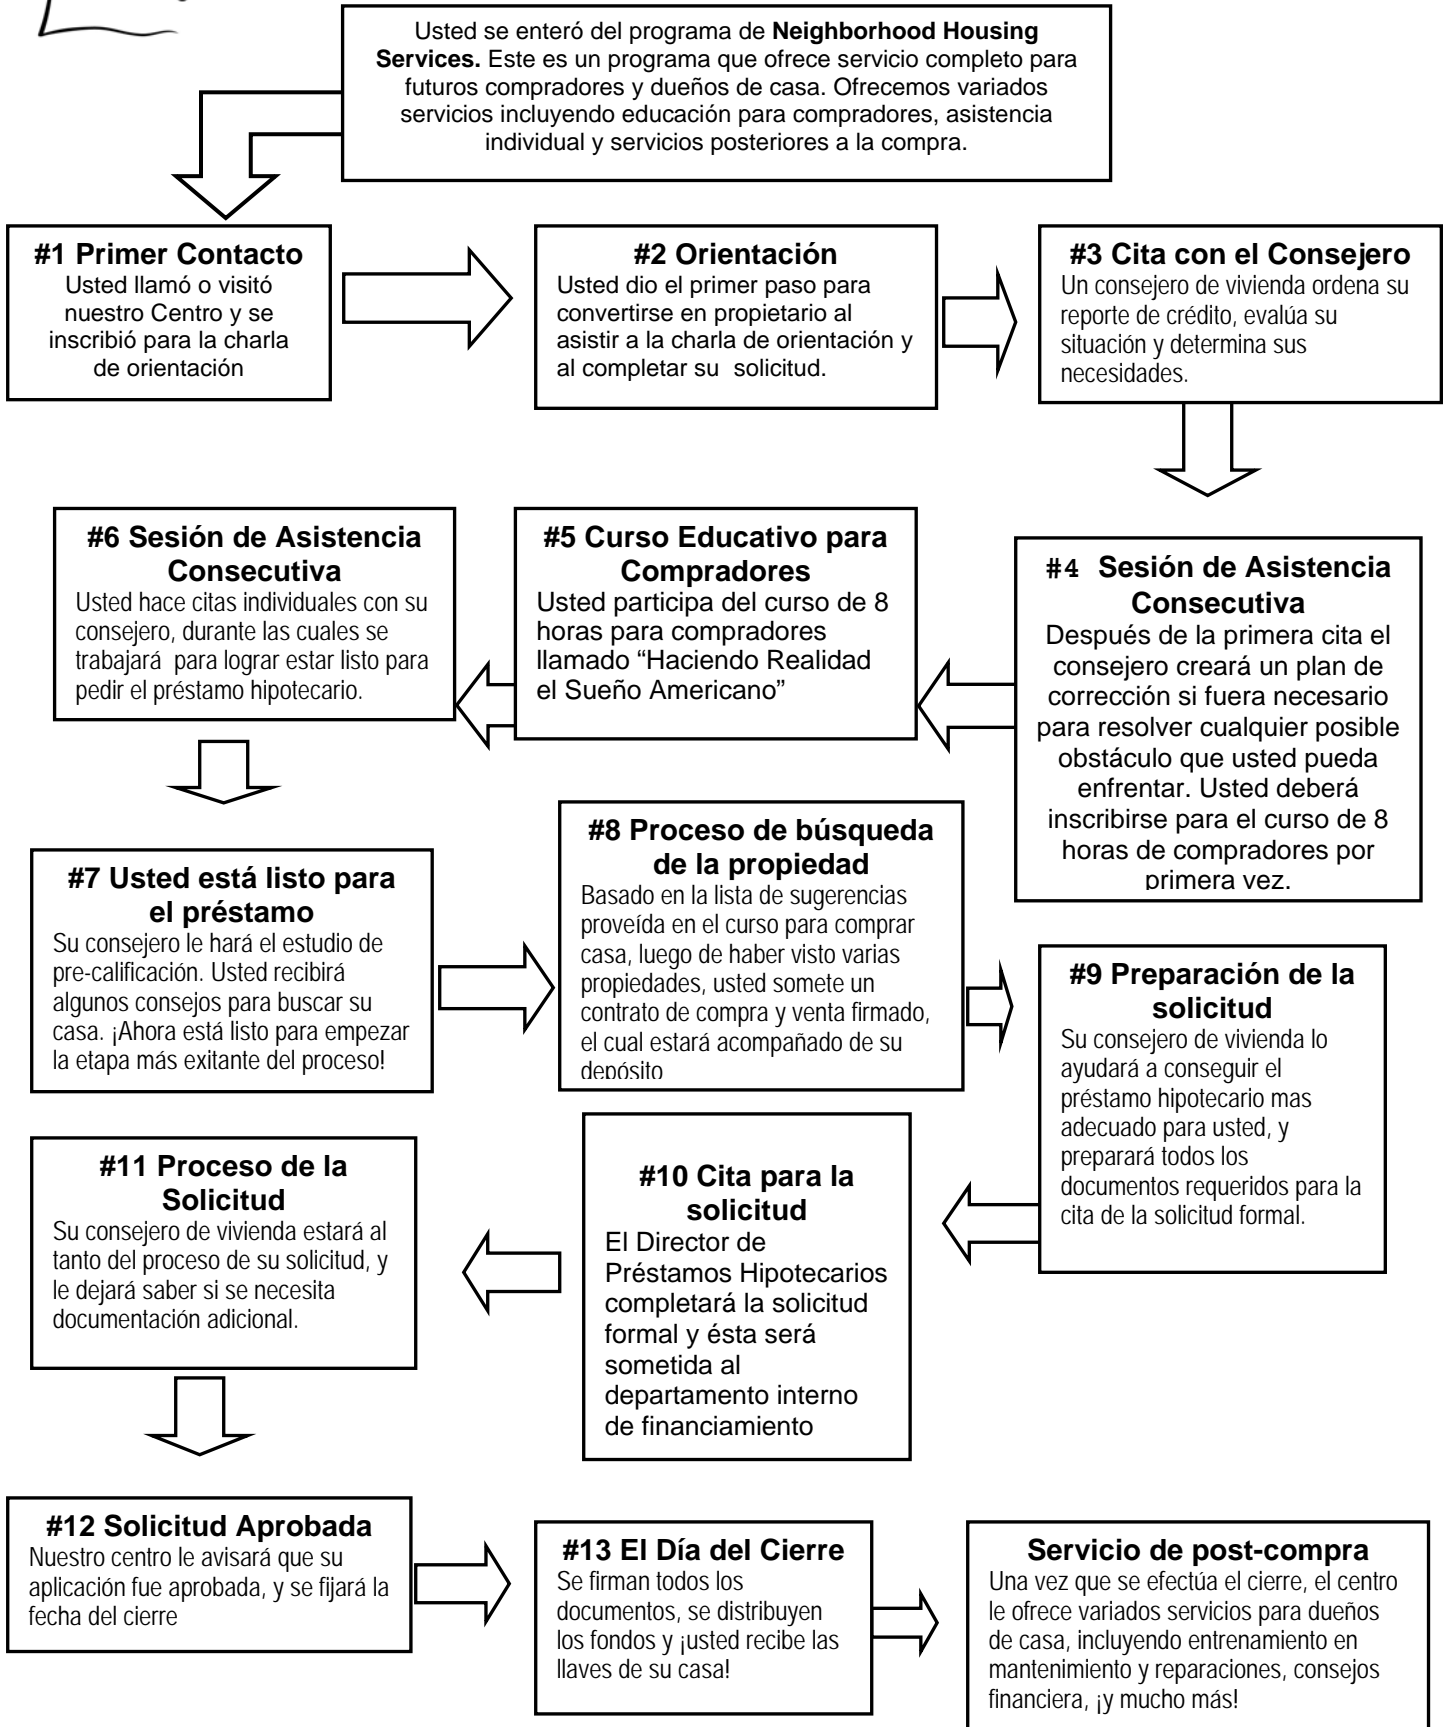 Usted se enteró del programa de Neighborhood Housing
Services. Este es un programa que ofrece servicio completo para
futuros compradores y dueños de casa. Ofrecemos variados
servicios incluyendo educación para compradores, asistencia
individual y servicios posteriores a la compra.
#1 Primer Contacto
Usted llamó o visitó
nuestro Centro y se
inscribió para la charla
de orientación
#2 Orientación
Usted dio el primer paso para
convertirse en propietario al
asistir a la charla de orientación y
al completar su solicitud.
#3 Cita con el Consejero
Un consejero de vivienda ordena su
reporte de crédito, evalúa su
situación y determina sus
necesidades.
#4 Sesión de Asistencia
Consecutiva
Después de la primera cita el
consejero creará un plan de
corrección si fuera necesario
para resolver cualquier posible
obstáculo que usted pueda
enfrentar. Usted deberá
inscribirse para el curso de 8
horas de compradores por
primera vez.
#5 Curso Educativo para
Compradores
Usted participa del curso de 8
horas para compradores
llamado “Haciendo Realidad
el Sueño Americano”
#6 Sesión de Asistencia
Consecutiva
Usted hace citas individuales con su
consejero, durante las cuales se
trabajará para lograr estar listo para
pedir el préstamo hipotecario.
#7 Usted está listo para
el préstamo
Su consejero le hará el estudio de
pre-calificación. Usted recibirá
algunos consejos para buscar su
casa. ¡Ahora está listo para empezar
la etapa más exitante del proceso!
#8 Proceso de búsqueda
de la propiedad
Basado en la lista de sugerencias
proveída en el curso para comprar
casa, luego de haber visto varias
propiedades, usted somete un
contrato de compra y venta firmado,
el cual estará acompañado de su
depósito
#9 Preparación de la
solicitud
Su consejero de vivienda lo
ayudará a conseguir el
préstamo hipotecario mas
adecuado para usted, y
preparará todos los
documentos requeridos para la
cita de la solicitud formal.
#10 Cita para la
solicitud
El Director de
Préstamos Hipotecarios
completará la solicitud
formal y ésta será
sometida al
departamento interno
de financiamiento
#11 Proceso de la
Solicitud
Su consejero de vivienda estará al
tanto del proceso de su solicitud, y
le dejará saber si se necesita
documentación adicional.
#12 Solicitud Aprobada
Nuestro centro le avisará que su
aplicación fue aprobada, y se fijará la
fecha del cierre
#13 El Día del Cierre
Se firman todos los
documentos, se distribuyen
los fondos y ¡usted recibe las
llaves de su casa!
Servicio de post-compra
Una vez que se efectúa el cierre, el centro
le ofrece variados servicios para dueños
de casa, incluyendo entrenamiento en
mantenimiento y reparaciones, consejos
financiera, ¡y mucho más!